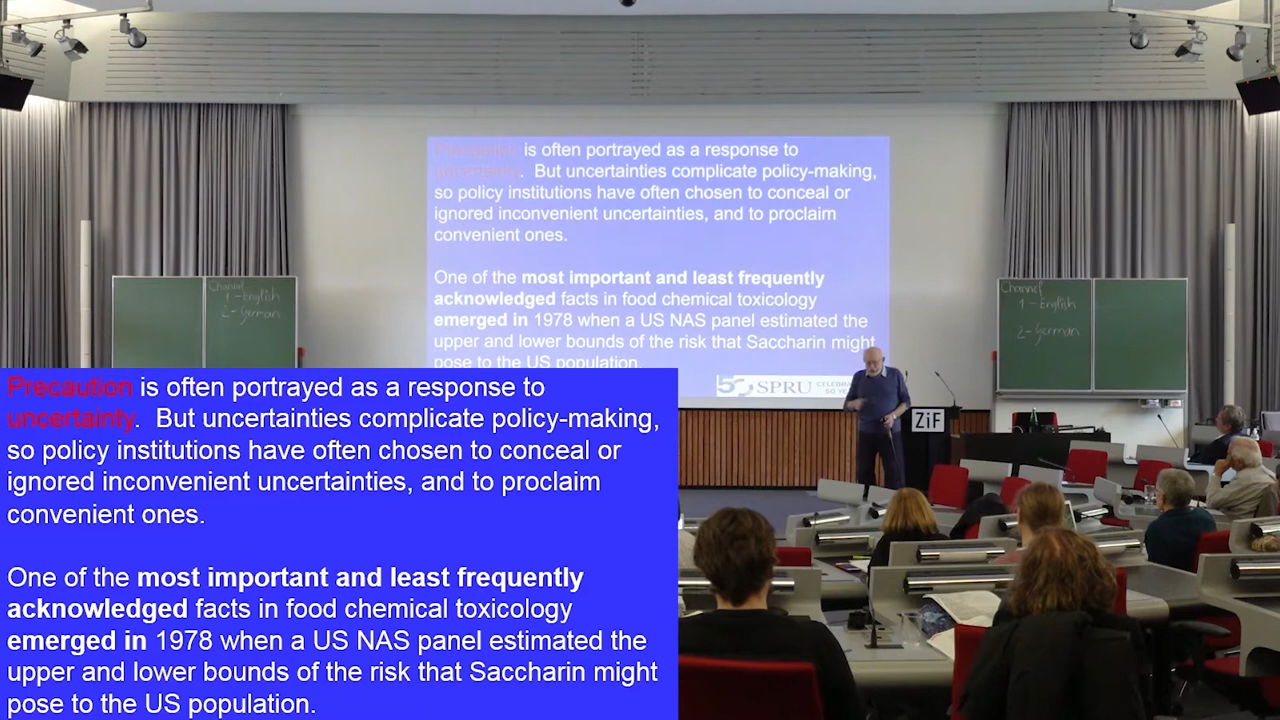 Precaution is often portrayed as a response to
uncertainty. But uncertainties complicate policy-making,
so policy institutions have often chosen to conceal or
ignored inconvenient uncertainties, and to proclaim
convenient ones.
One of the most important and least frequently
acknowledged facts in food chemical toxicology
emerged in 1978 when a US NAS panel estimated the
upper and lower bounds of the risk that Saccharin might
pose to the US population.
50 SPRU CELEBRA
50 YE
Channel
1 - English
2 - German
Channel
1 - English
2 - German
ZiF
Precaution is often portrayed as a response to
uncertainty. But uncertainties complicate policy-making,
so policy institutions have often chosen to conceal or
ignored inconvenient uncertainties, and to proclaim
convenient ones.
One of the most important and least frequently
acknowledged facts in food chemical toxicology
emerged in 1978 when a US NAS panel estimated the
upper and lower bounds of the risk that Saccharin might
pose to the US population.